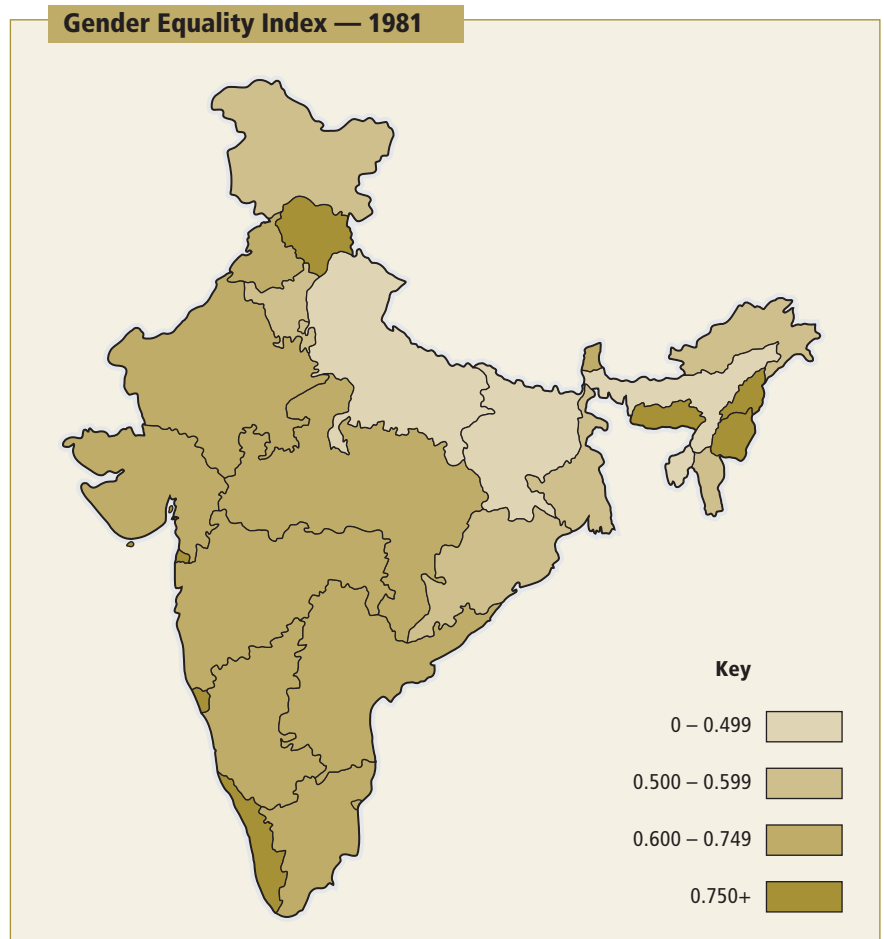 Gender Equality Index — 1981
Key
0 – 0.499
0.500 – 0.599
0.600 – 0.749
0.750+